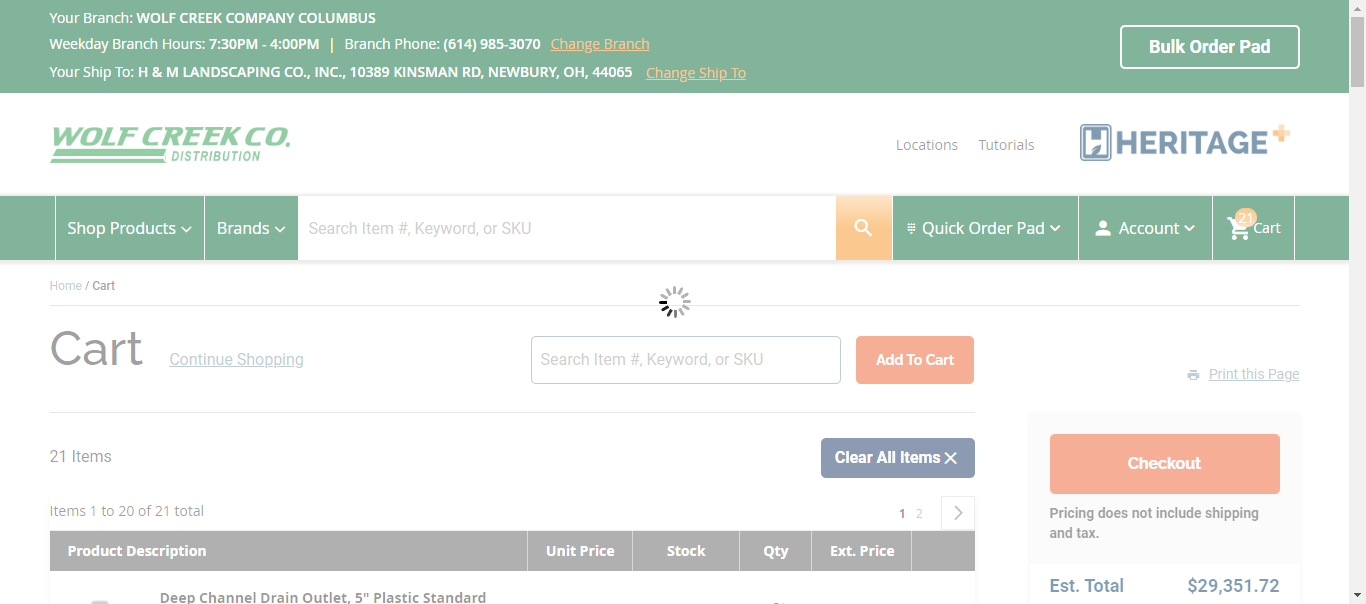 Your Branch: WOLF CREEK COMPANY COLUMBUS
Weekday Branch Hours: 7:30PM - 4:00PM | Branch Phone: (614) 985-3070 Change Branch
Your Ship To: H & M LANDSCAPING CO., INC., 10389 KINSMAN RD, NEWBURY, OH, 44065 Change Ship To
Bulk Order Pad
WOLF CREEK CO.
DISTRIBUTION
Locations Tutorials
HERITAGE+
Shop Products Brands Search Item #, Keyword, or SKU Quick Order Pad Account 21 Cart
Home / Cart
Cart Continue Shopping Search Item #, Keyword, or SKU Add To Cart
Print this Page
21 Items Clear All Items
Checkout
Items 1 to 20 of 21 total 1 2
Pricing does not include shipping
and tax.
Product Description Unit Price Stock Qty Ext. Price
Est. Total $29,351.72
Deep Channel Drain Outlet, 5" Plastic Standard